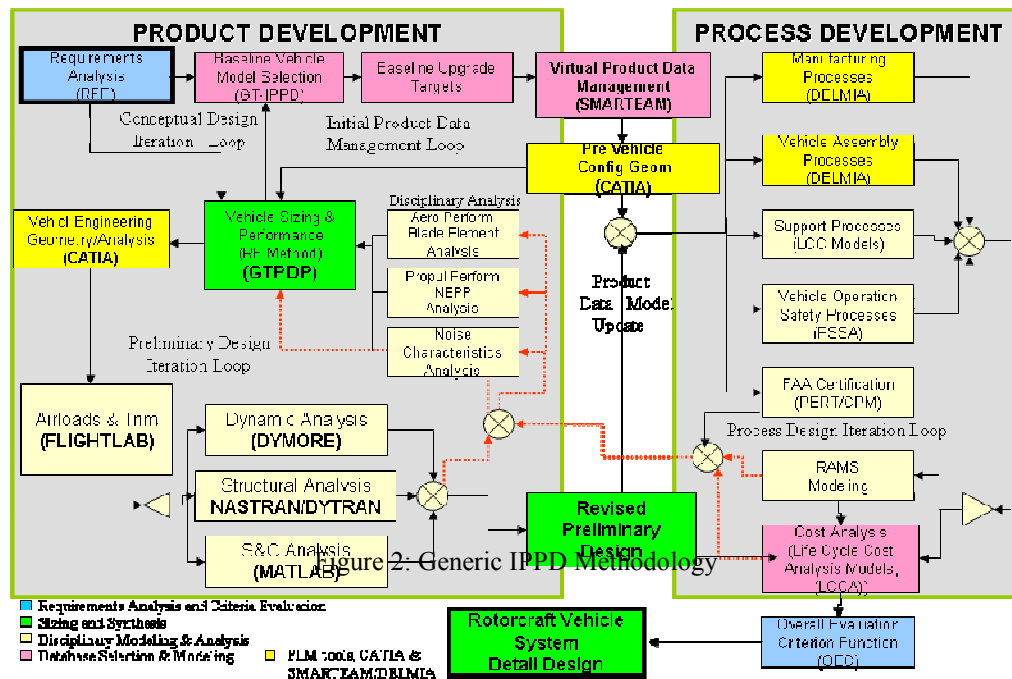 PRODUCT DEVELOPMENT
PROCESS DEVELOPMENT
Requirements
Analysis
(RFP)
Baseline Vehicle
Model Selection
(GT-IPPD)
Easeline Upgrade
Targets
Virtual Product Data
Management
(SMARTEAM)
Manufacturing
Processes
(DELMIA)
Conceptual Design
Iteration Loop
Initial Product Data
Management Loop
Pre Vehicle
Config Geom
(CATIA)
Vehicle Assembly
Processes
(DELMIA)
Vehicl Engineering
Geometry/Analysis
(CATIA)
Vehicle Sizing &
Performance
(RF Method)
(GTPDP)
Disciplinary Analysis
Aero Perform
Blade Element
Analysis
Support Processes
(LCC Models)
Propul Perform
NEPP
Analysis
Product
Data Model
Update
Vehicle Operation
Safety Processes
(PSSA)
Noise
Characteristics
Analysis
Preliminary Design
Iteration Loop
FAA Certification
(PERT/CPM)
Process Design Iteration Loop
Airloads & Trim
(FLIGHTLAB)
Dynamic Analysis
(DYMORE)
RAMS
Modeling
Structural Analysis
NASTRAN/DYTRAN
Revised
Preliminary
Design
S&C Analysis
(MATLAB)
Cost Analysis
(Life Cycle Cost
Analysis Models,
(LCCA))
Figure 2: Generic IPPD Methodology
Requirements Analysis and Criteria Evaluation
Sizing and Synthesis
Disciplinary Modeling & Analysis
Database Selection & Modeling
PLM tools, CATIA &
SMARTEAM/DELMIA
Rotorcraft Vehicle
System
Detail Design
Overall Evaluation
Criterion Function
(OEC)